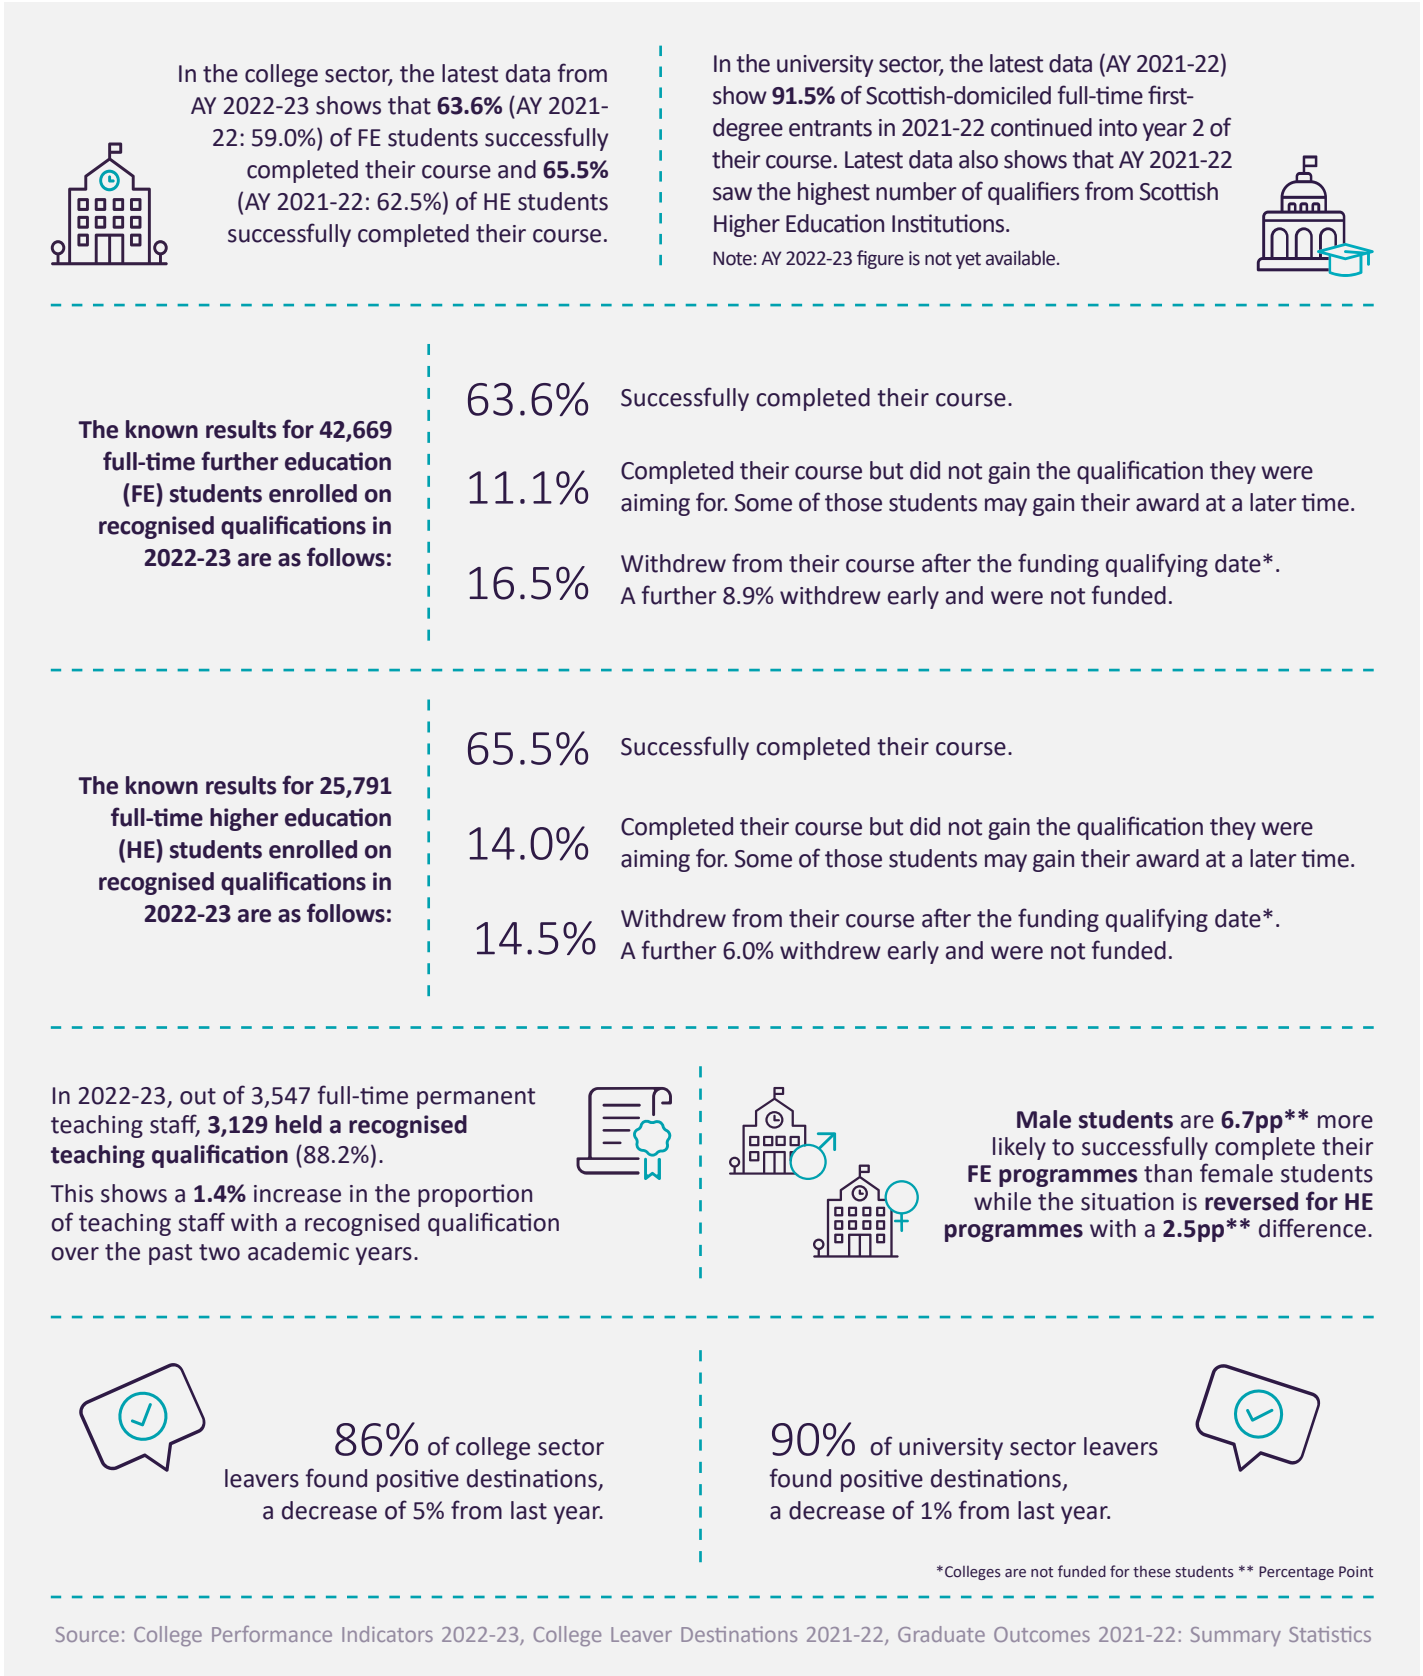 In the college sector, the latest data from
AY 2022-23 shows that 63.6% (AY 2021-
22: 59.0%) of FE students successfully
completed their course and 65.5%
(AY 2021-22: 62.5%) of HE students
successfully completed their course.
In the university sector, the latest data (AY 2021-22)
show 91.5% of Scottish-domiciled full-time first-
degree entrants in 2021-22 continued into year 2 of
their course. Latest data also shows that AY 2021-22
saw the highest number of qualifiers from Scottish
Higher Education Institutions.
Note: AY 2022-23 figure is not yet available.
The known results for 42,669
full-time further education
(FE) students enrolled on
recognised qualifications in
2022-23 are as follows:
63.6% Successfully completed their course.
11.1% Completed their course but did not gain the qualification they were
aiming for. Some of those students may gain their award at a later time.
16.5% Withdrew from their course after the funding qualifying date*.
A further 8.9% withdrew early and were not funded.
The known results for 25,791
full-time higher education
(HE) students enrolled on
recognised qualifications in
2022-23 are as follows:
65.5% Successfully completed their course.
14.0% Completed their course but did not gain the qualification they were
aiming for. Some of those students may gain their award at a later time.
14.5% Withdrew from their course after the funding qualifying date*.
A further 6.0% withdrew early and were not funded.
In 2022-23, out of 3,547 full-time permanent
teaching staff, 3,129 held a recognised
teaching qualification (88.2%).
This shows a 1.4% increase in the proportion
of teaching staff with a recognised qualification
over the past two academic years.
Male students are 6.7pp** more
likely to successfully complete their
FE programmes than female students
while the situation is reversed for HE
programmes with a 2.5pp** difference.
86% of college sector
leavers found positive destinations,
a decrease of 5% from last year.
90% of university sector leavers
found positive destinations,
a decrease of 1% from last year.
*Colleges are not funded for these students ** Percentage Point
Source: College Performance Indicators 2022-23, College Leaver Destinations 2021-22, Graduate Outcomes 2021-22: Summary Statistics